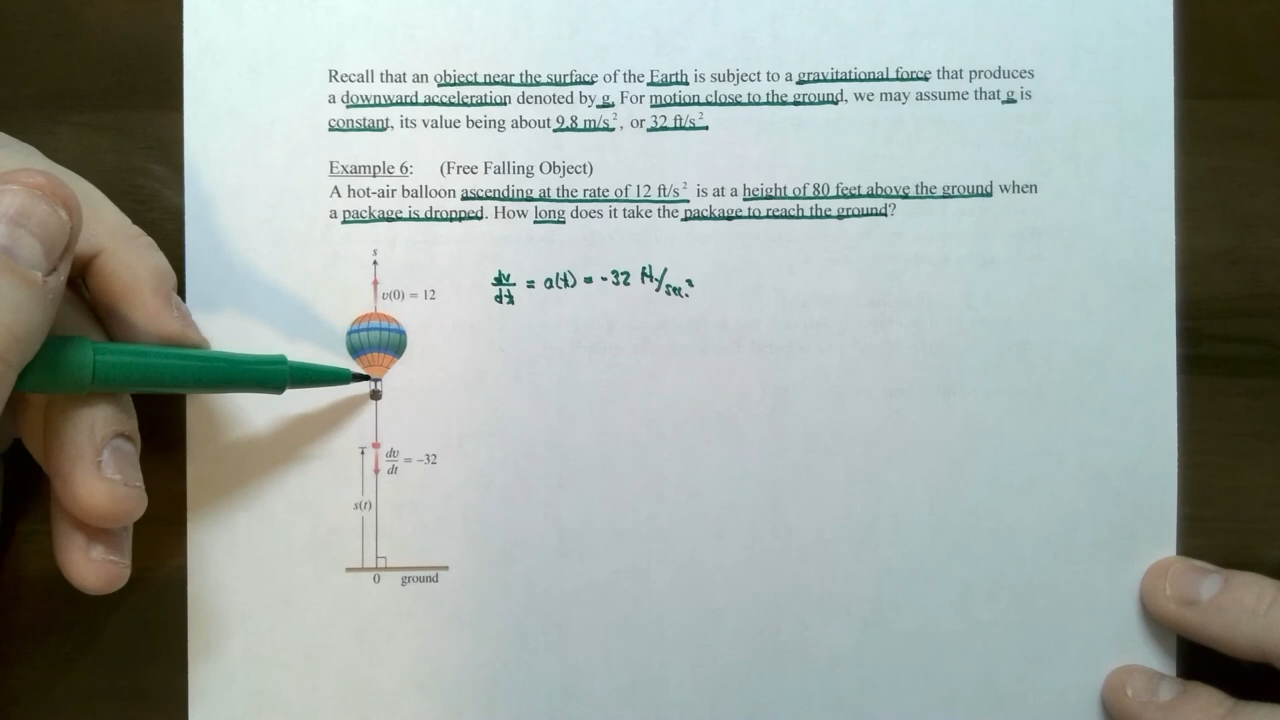 Recall that an object near the surface of the Earth is subject to a gravitational force that produces
a downward acceleration denoted by g. For motion close to the ground, we may assume that g is
constant, its value being about 9.8 m/s², or 32 ft/s².
Example 6: (Free Falling Object)
A hot-air balloon ascending at the rate of 12 ft/s² is at a height of 80 feet above the ground when
a package is dropped. How long does it take the package to reach the ground?
s
v(0) = 12
dv/dt = a(t) = -32 ft/sec.²
dv/dt = -32
s(t)
0 ground